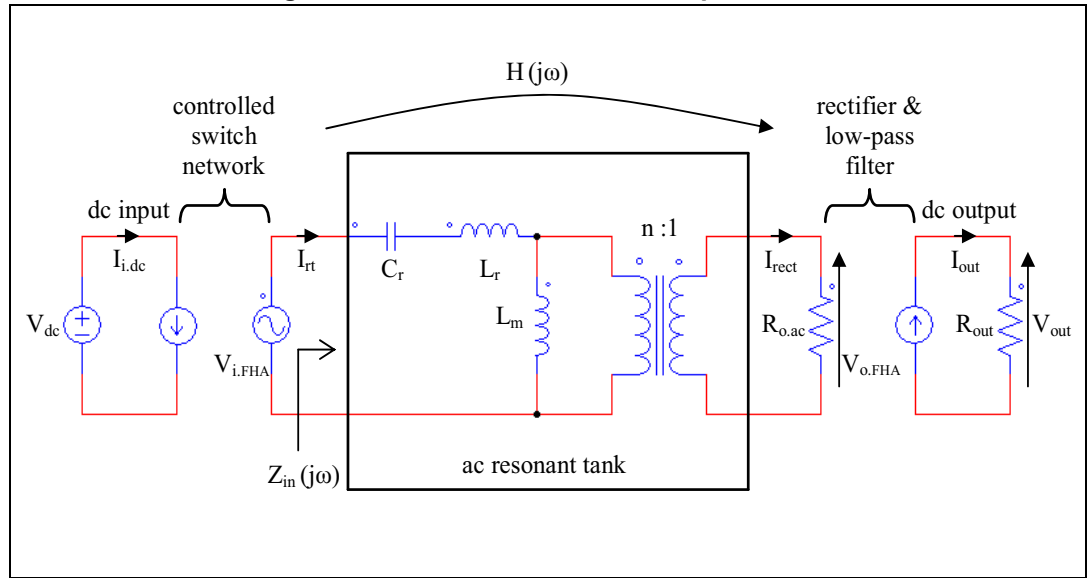 H(jω)
controlled
switch
network
rectifier &
low-pass
filter
dc input
dc output
n :1
I_i.dc
I_rt
C_r
L_r
I_rect
I_out
V_dc
L_m
R_o.ac
R_out
V_out
V_i.FHA
V_o.FHA
Z_in (jω)
ac resonant tank